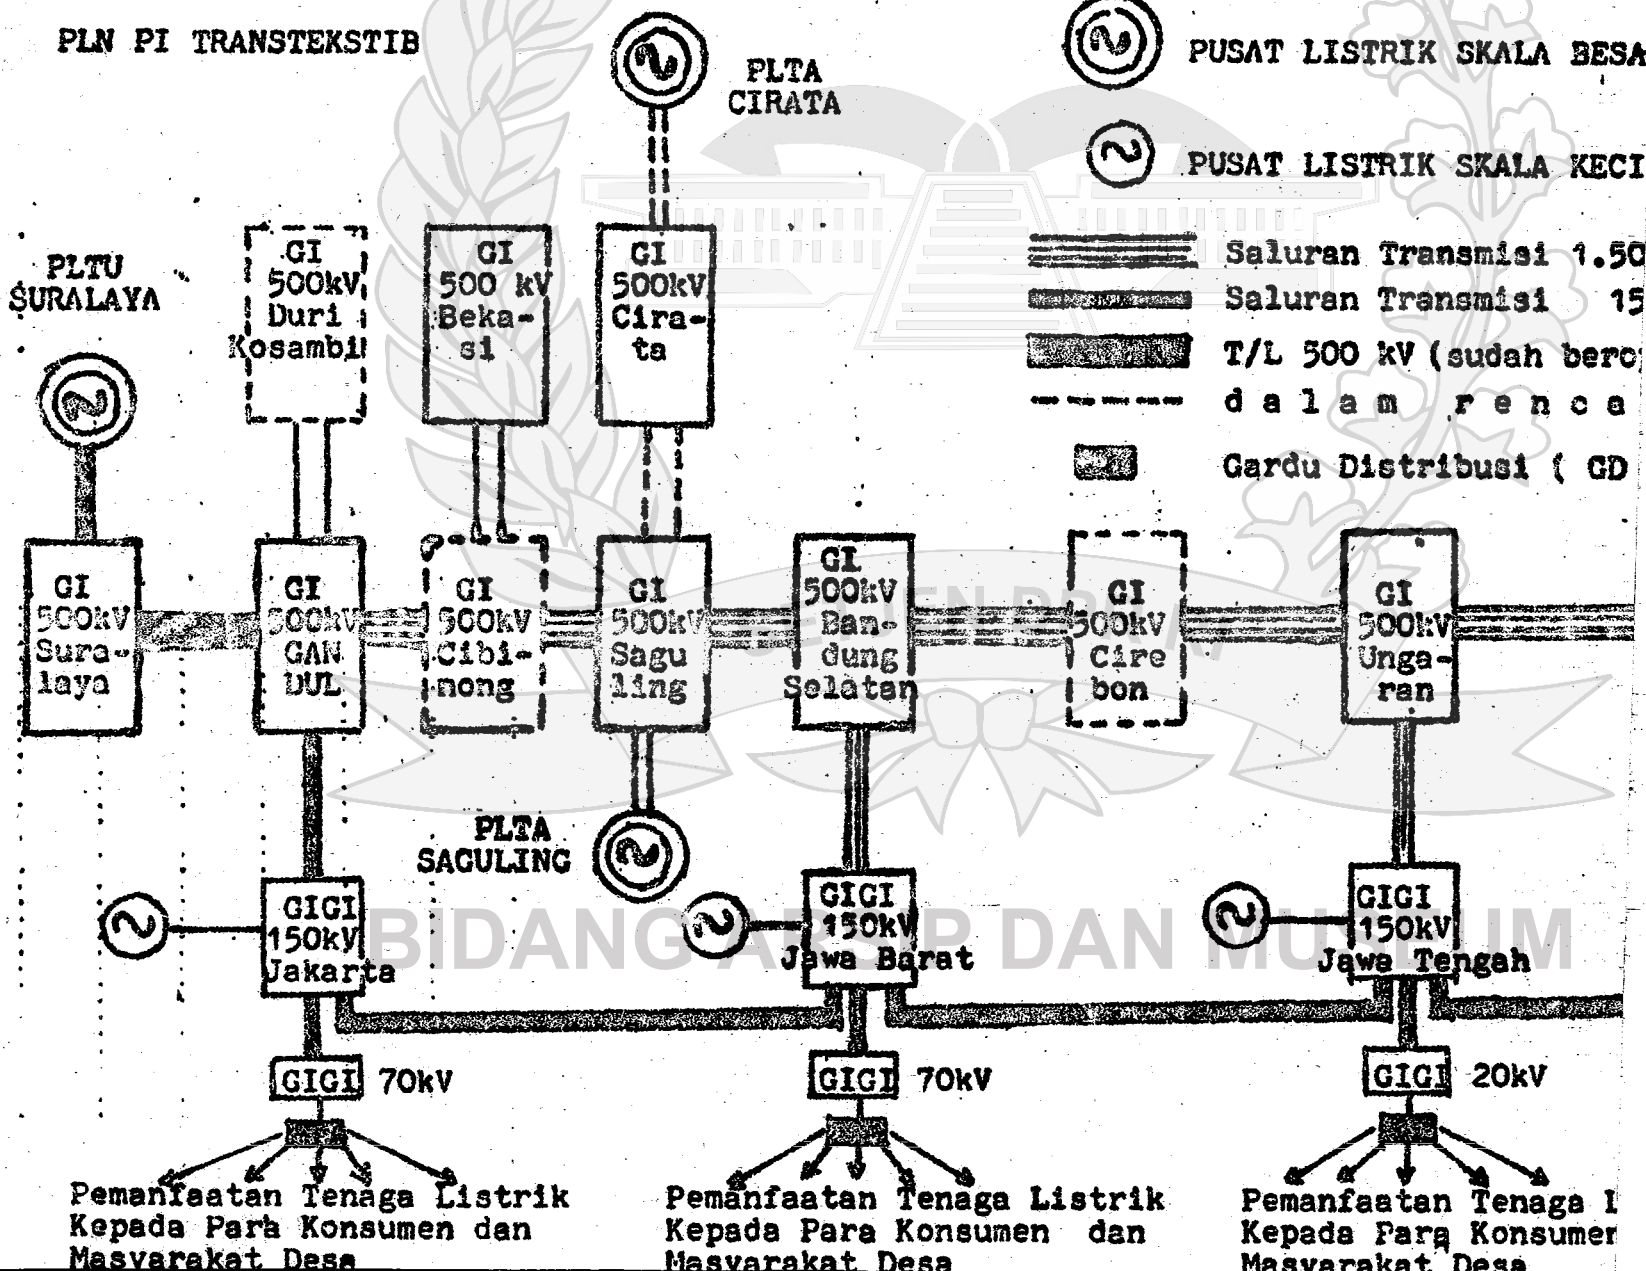 PLN PI TRANSTEKSTIB
PLTA
CIRATA
PUSAT LISTRIK SKALA BESA
PUSAT LISTRIK SKALA KECI
Saluran Transmisi 1.50
Saluran Transmisi 15
T/L 500 kV (sudah bero
dalam renca
Gardu Distribusi ( GD
PLTU
SURALAYA
GI
500kV
Duri
Kosambi
GI
500 kV
Beka-
si
GI
500kV
Cira-
ta
GI
500kV
Sura-
laya
GI
500kV
GAN
DUL
GI
500kV
Cibi-
nong
GI
500kV
Sagu
ling
GI
500kV
Ban-
dung
Selatan
GI
500kV
Cire
bon
GI
500kV
Unga-
ran
PLTA
SAGULING
GIGI
150kV
Jakarta
GIGI
150kV
Jawa Barat
GIGI
150kV
Jawa Tengah
BIDANG ARSIP DAN MUSEUM
GIGI 70kV
GIGI 70kV
GIGI 20kV
Pemanfaatan Tenaga Listrik
Kepada Para Konsumen dan
Masyarakat Desa
Pemanfaatan Tenaga Listrik
Kepada Para Konsumen dan
Masyarakat Desa
Pemanfaatan Tenaga L
Kepada Para Konsumen
Masyarakat Desa